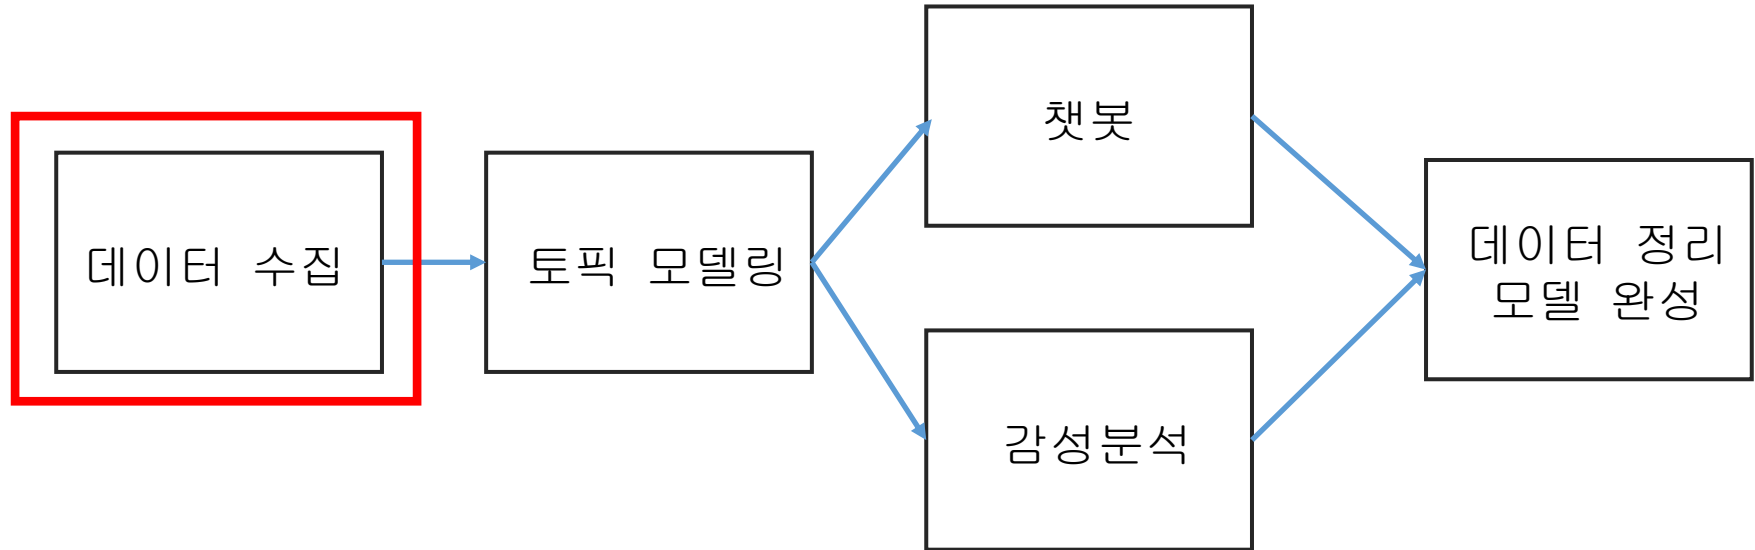 데이터 수집
토픽 모델링
챗봇
감성분석
데이터 정리
모델 완성